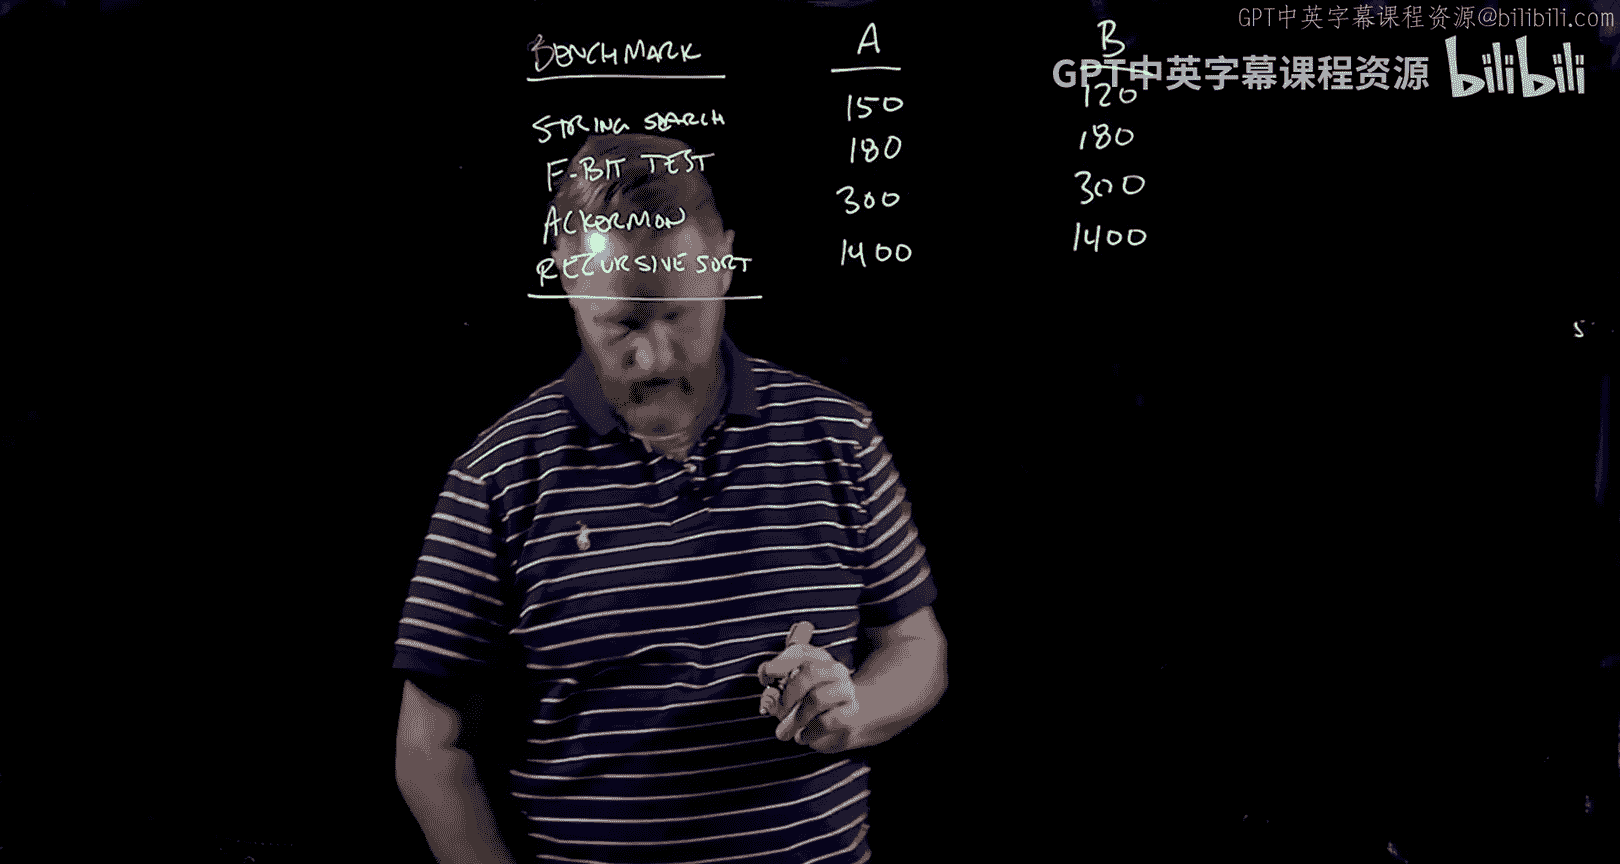 GPT中英字幕课程资源@bilibili.com
GPT中英字幕课程资源 bilibili
BENCHMARK A B
STRING SEARCH 150 120
F-BIT TEST 180 180
ACKERMON 300 300
RECURSIVE SORT 1400 1400
5